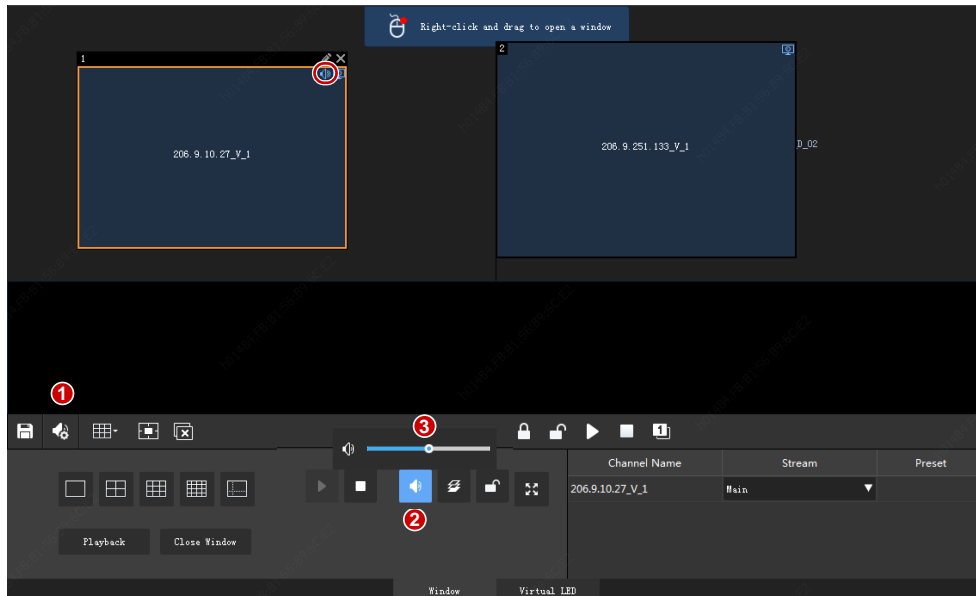 Right-click and drag to open a window
1
2
206.9.10.27_V_1
206.9.251.133_V_1
D_02
1
3
1
Channel Name Stream Preset
206.9.10.27_V_1 Main
2
Playback Close Window
Window Virtual LED